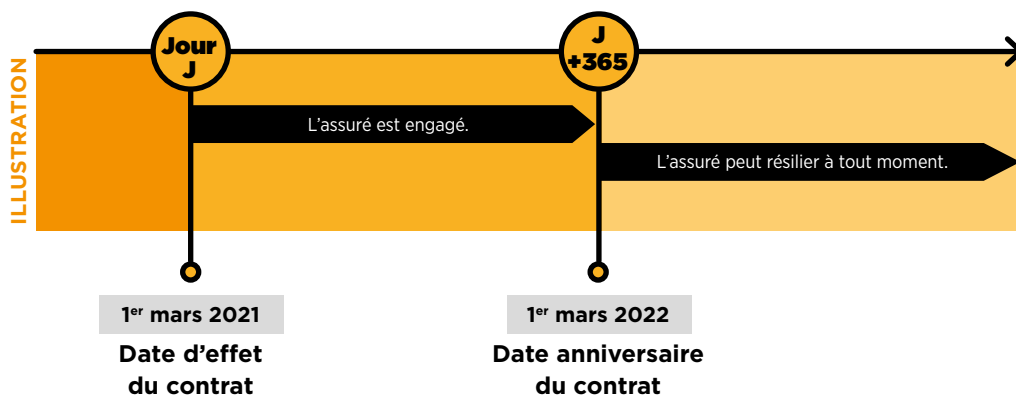 ILLUSTRATION
Jour
J
J
+365
L'assuré est engagé.
L'assuré peut résilier à tout moment.
1er mars 2021
Date d'effet
du contrat
1er mars 2022
Date anniversaire
du contrat